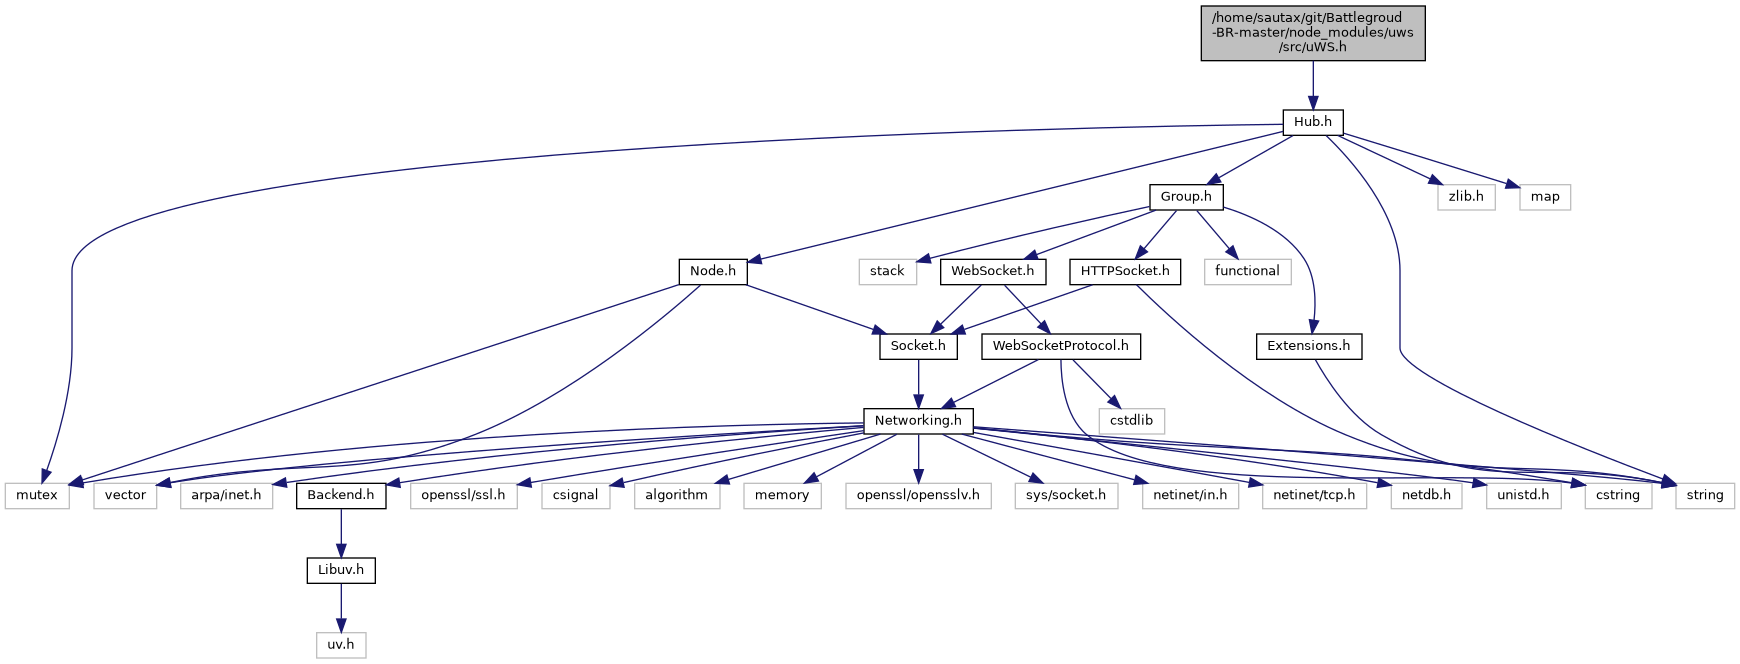 /home/sautax/git/Battlegroud
-BR-master/node_modules/uws
/src/uWS.h
Hub.h
Group.h
zlib.h
map
Node.h
stack
WebSocket.h
HTTPSocket.h
functional
Socket.h
WebSocketProtocol.h
Extensions.h
Networking.h
cstdlib
mutex
vector
arpa/inet.h
Backend.h
openssl/ssl.h
csignal
algorithm
memory
openssl/opensslv.h
sys/socket.h
netinet/in.h
netinet/tcp.h
netdb.h
unistd.h
cstring
string
Libuv.h
uv.h